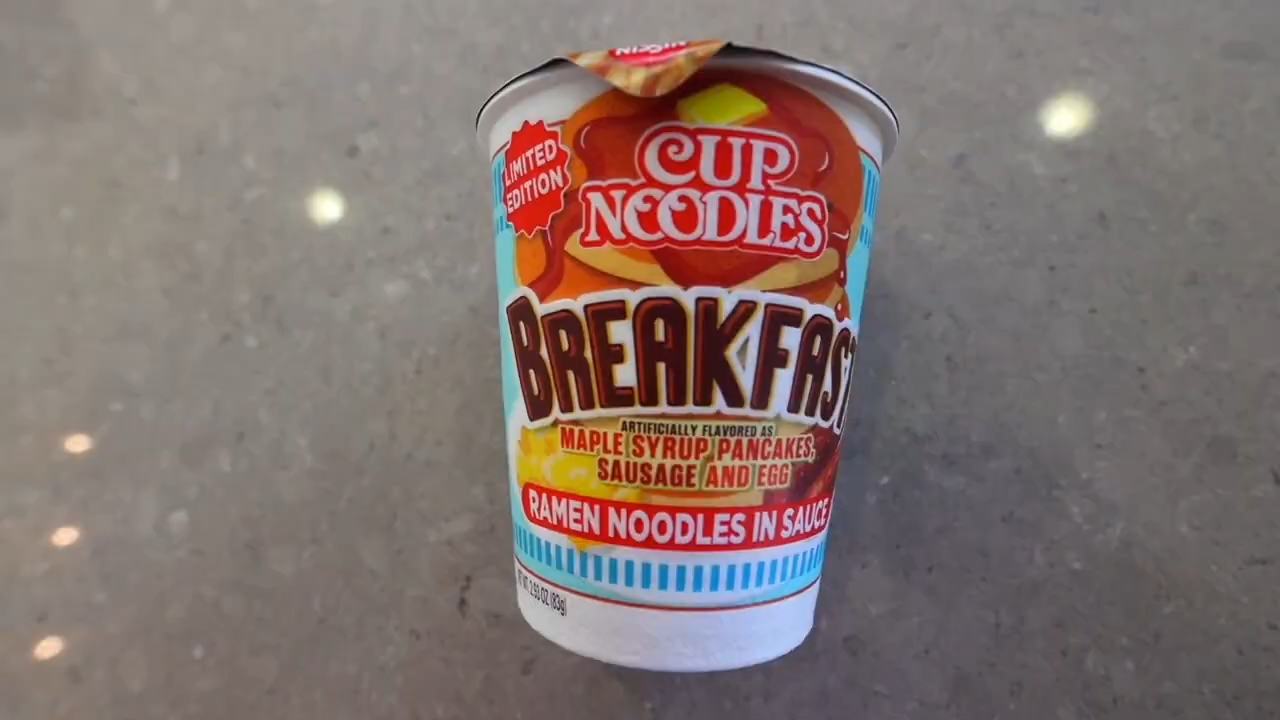 NISSIN
LIMITED
EDITION
CUP
NOODLES
BREAKFAST
ARTIFICIALLY FLAVORED AS
MAPLE SYRUP PANCAKES,
SAUSAGE AND EGG
RAMEN NOODLES IN SAUCE
NET WT. 2.93 OZ (83g)